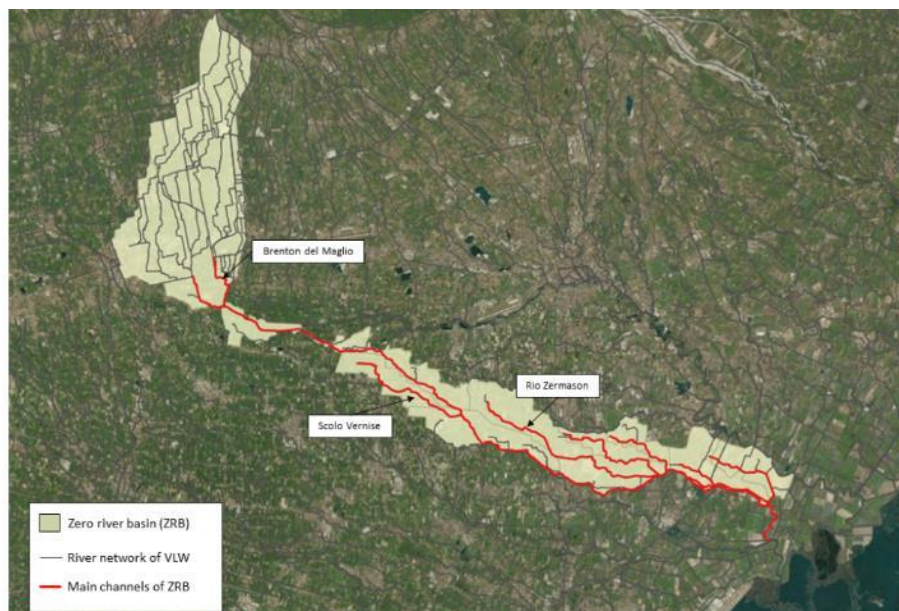 Brenton del Maglio
Rio Zermason
Scolo Vernise
Zero river basin (ZRB)
River network of VLW
Main channels of ZRB